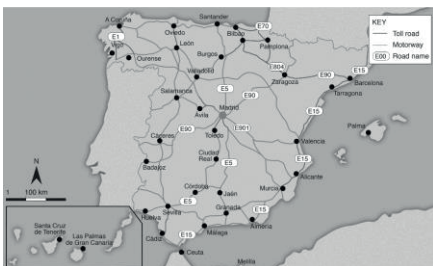 Santander
A Coruña
Oviedo
Bilbao
E70
KEY
Toll road
Motorway
E00 Road name
E1
Vigo
León
Pamplona
Ourense
Burgos
E804
Valladolid
Zaragoza
E90
E15
Barcelona
Tarragona
Salamanca
E5
E90
Madrid
Ávila
E15
Palma
E90
Toledo
E901
Cáceres
Valencia
Ciudad
Real
E5
Badajoz
Alicante
N
Córdoba
Jaén
Murcia
1 100 km
E5
Sevilla
Granada
E15
Huelva
Almería
Santa Cruz
de Tenerife
Las Palmas
de Gran Canaria
Cádiz
E15
Málaga
Ceuta
Melilla